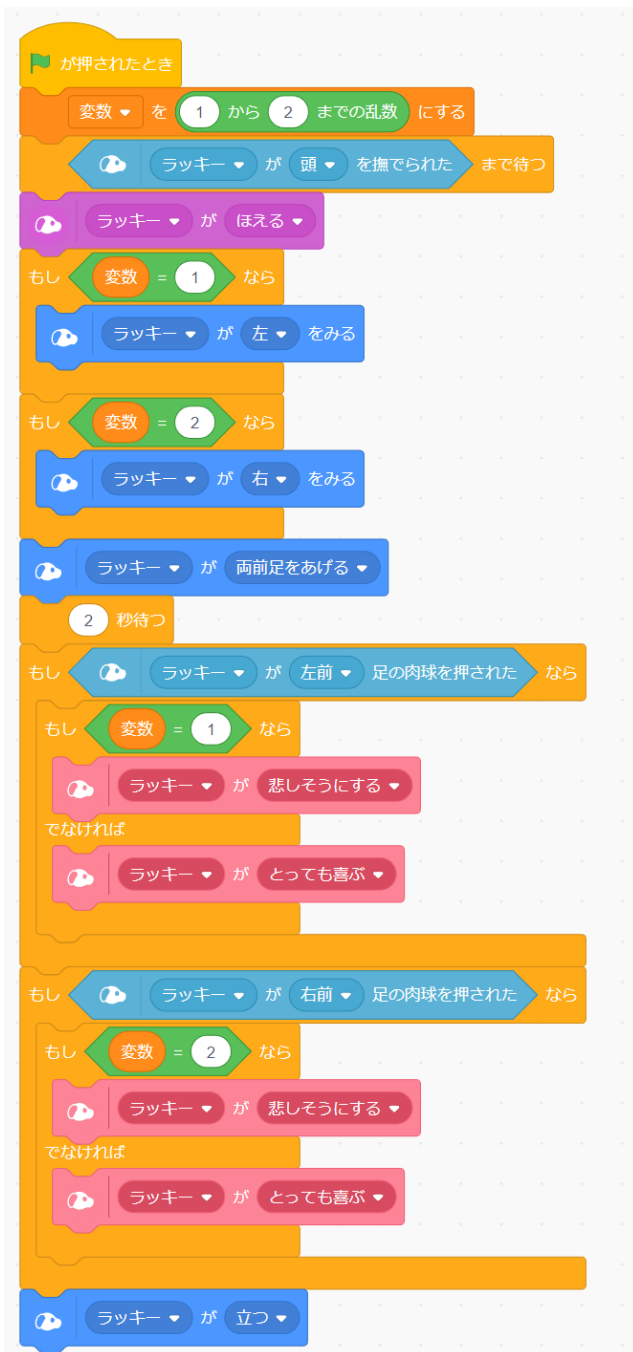 が押されたとき
変数 を 1 から 2 までの乱数 にする
ラッキー が 頭 を撫でられた まで待つ
ラッキー が ほえる
もし 変数 = 1 なら
ラッキー が 左 をみる
もし 変数 = 2 なら
ラッキー が 右 をみる
ラッキー が 両前足をあげる
2 秒待つ
もし ラッキー が 左前 足の肉球を押された なら
もし 変数 = 1 なら
ラッキー が 悲しそうにする
でなければ
ラッキー が とっても喜ぶ
もし ラッキー が 右前 足の肉球を押された なら
もし 変数 = 2 なら
ラッキー が 悲しそうにする
でなければ
ラッキー が とっても喜ぶ
ラッキー が 立つ